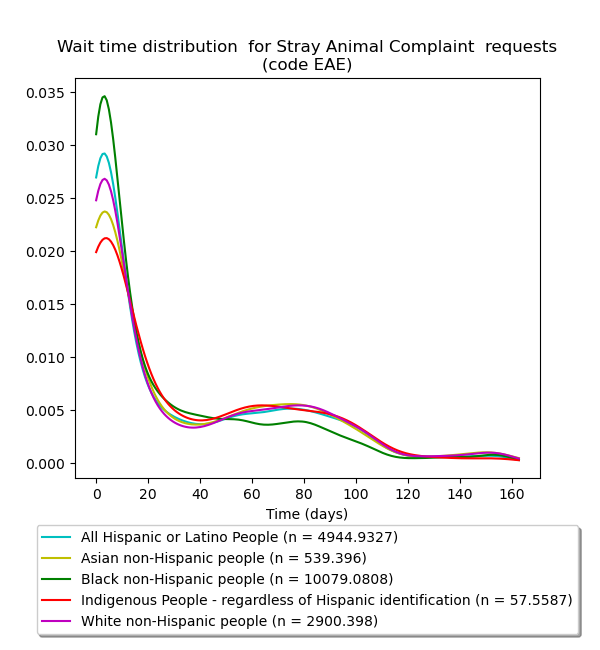 Wait time distribution  for Stray Animal Complaint  requests
(code EAE)
0.035
0.030
0.025
0.020
0.015
0.010
0.005
0.000
0 20 40 60 80 100 120 140 160
Time (days)
All Hispanic or Latino People (n = 4944.9327)
Asian non-Hispanic people (n = 539.396)
Black non-Hispanic people (n = 10079.0808)
Indigenous People - regardless of Hispanic identification (n = 57.5587)
White non-Hispanic people (n = 2900.398)